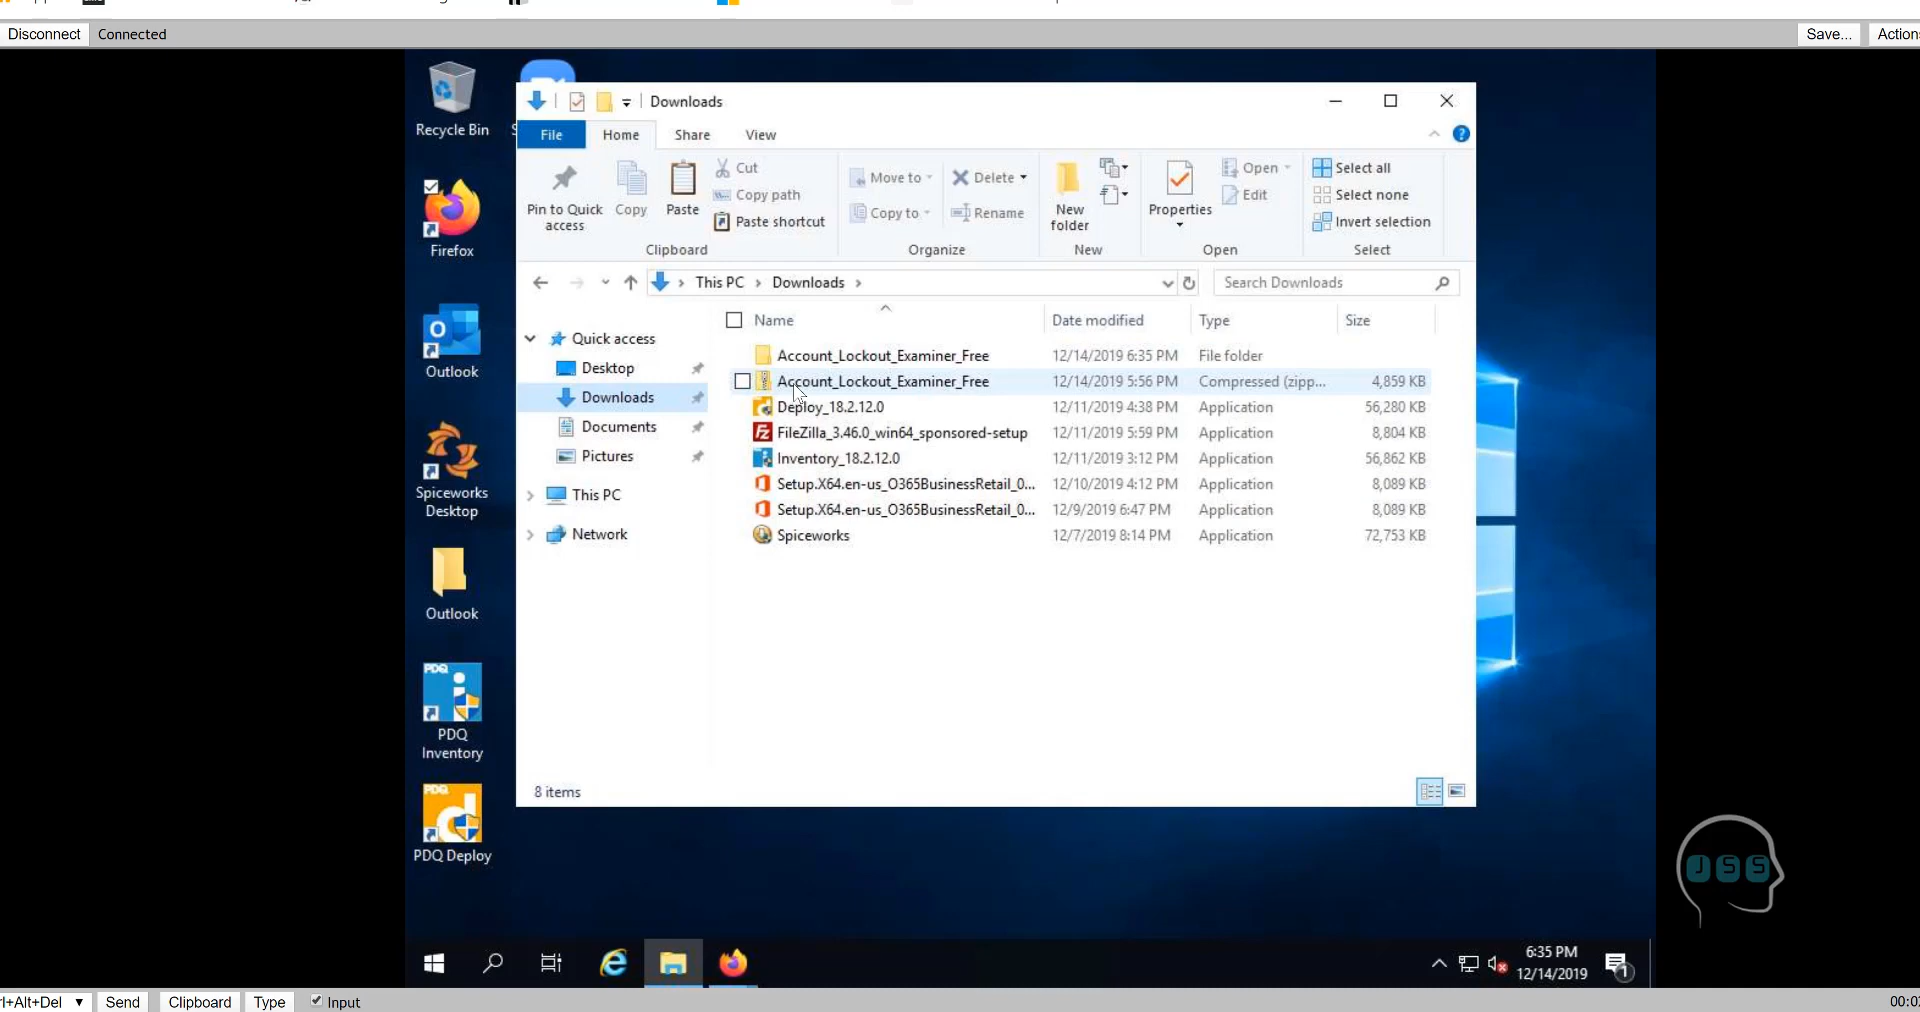 Disconnect Connected Save... Action
Recycle Bin
Downloads
File Home Share View
Pin to Quick access
Copy
Paste
Cut
Copy path
Paste shortcut
Clipboard
Move to
Copy to
Delete
Rename
Organize
New folder
New
Properties
Open
Edit
Open
Select all
Select none
Invert selection
Select
This PC Downloads
Search Downloads
Name Date modified Type Size
Quick access
Desktop
Downloads
Documents
Pictures
This PC
Network
Account_Lockout_Examiner_Free 12/14/2019 6:35 PM File folder
Account_Lockout_Examiner_Free 12/14/2019 5:56 PM Compressed (zipp... 4,859 KB
Deploy_18.2.12.0 12/11/2019 4:38 PM Application 56,280 KB
FileZilla_3.46.0_win64_sponsored-setup 12/11/2019 5:59 PM Application 8,804 KB
Inventory_18.2.12.0 12/11/2019 3:12 PM Application 56,862 KB
Setup.X64.en-us_O365BusinessRetail_0... 12/10/2019 4:12 PM Application 8,089 KB
Setup.X64.en-us_O365BusinessRetail_0... 12/9/2019 6:47 PM Application 8,089 KB
Spiceworks 12/7/2019 8:14 PM Application 72,753 KB
8 items
Firefox
Outlook
Spiceworks
Desktop
Outlook
PDQ
PDQ
Inventory
PDQ
PDQ Deploy
JSS
6:35 PM
12/14/2019
1
l+Alt+Del Send Clipboard Type Input